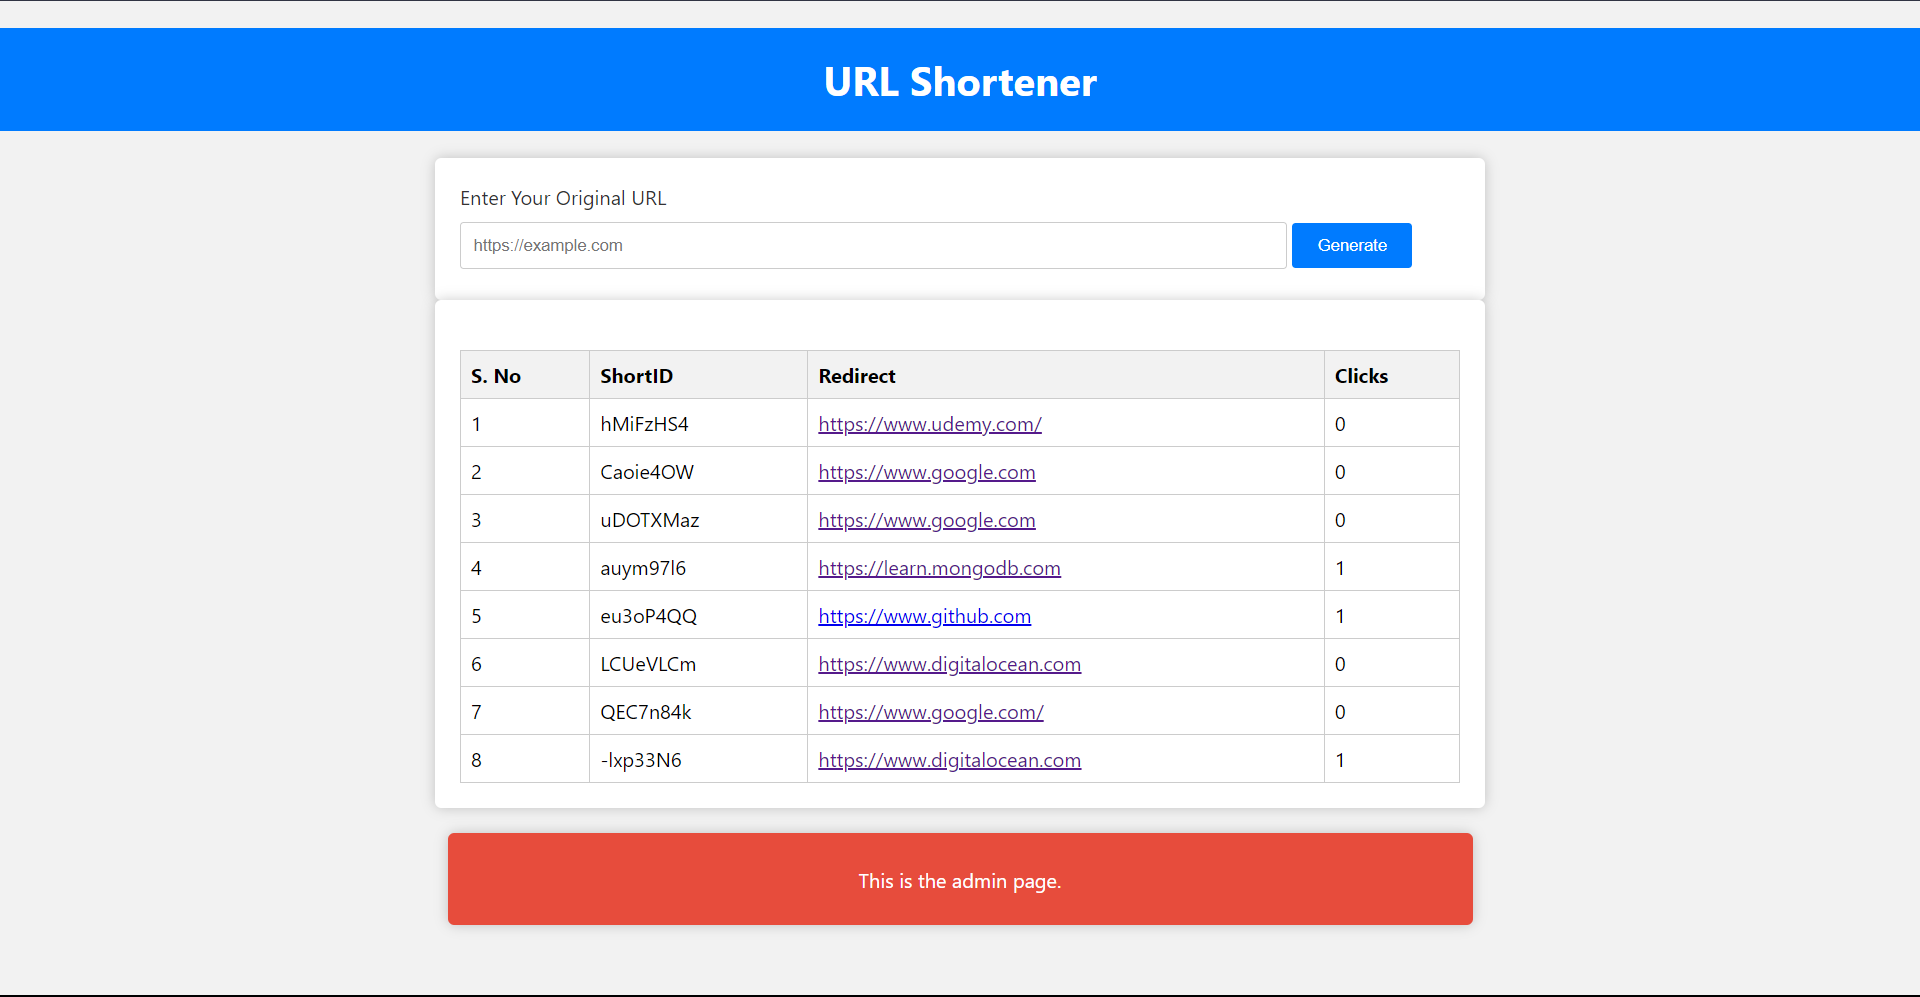 URL Shortener
Enter Your Original URL
https://example.com Generate
S. No ShortID Redirect Clicks
1 hMiFzHS4 https://www.udemy.com/ 0
2 Caoie4OW https://www.google.com 0
3 uDOTXMaz https://www.google.com 0
4 auym97l6 https://learn.mongodb.com 1
5 eu3oP4QQ https://www.github.com 1
6 LCUeVLCm https://www.digitalocean.com 0
7 QEC7n84k https://www.google.com/ 0
8 -lxp33N6 https://www.digitalocean.com 1
This is the admin page.